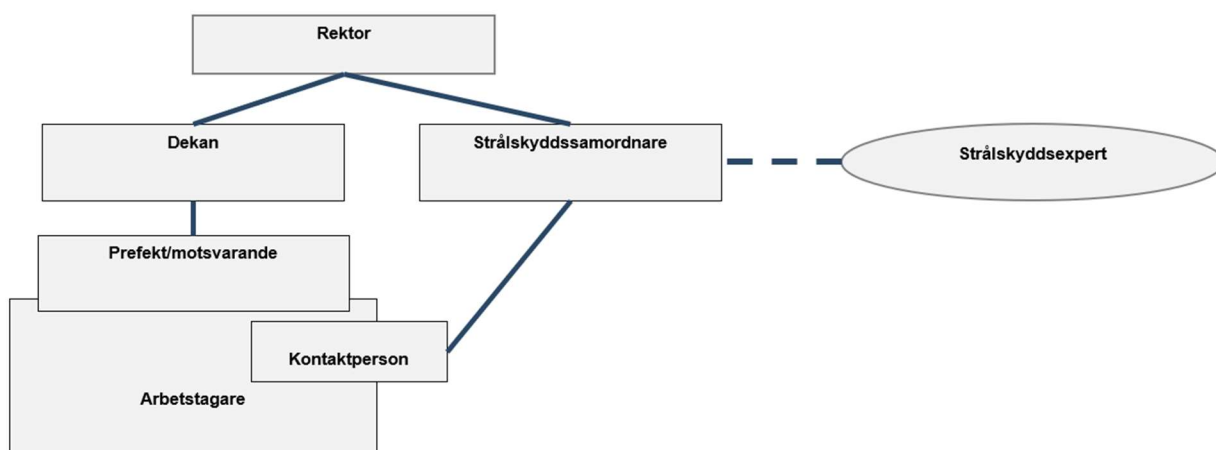 Rektor
Dekan
Strålskyddssamordnare
Strålskyddsexpert
Prefekt/motsvarande
Kontaktperson
Arbetstagare